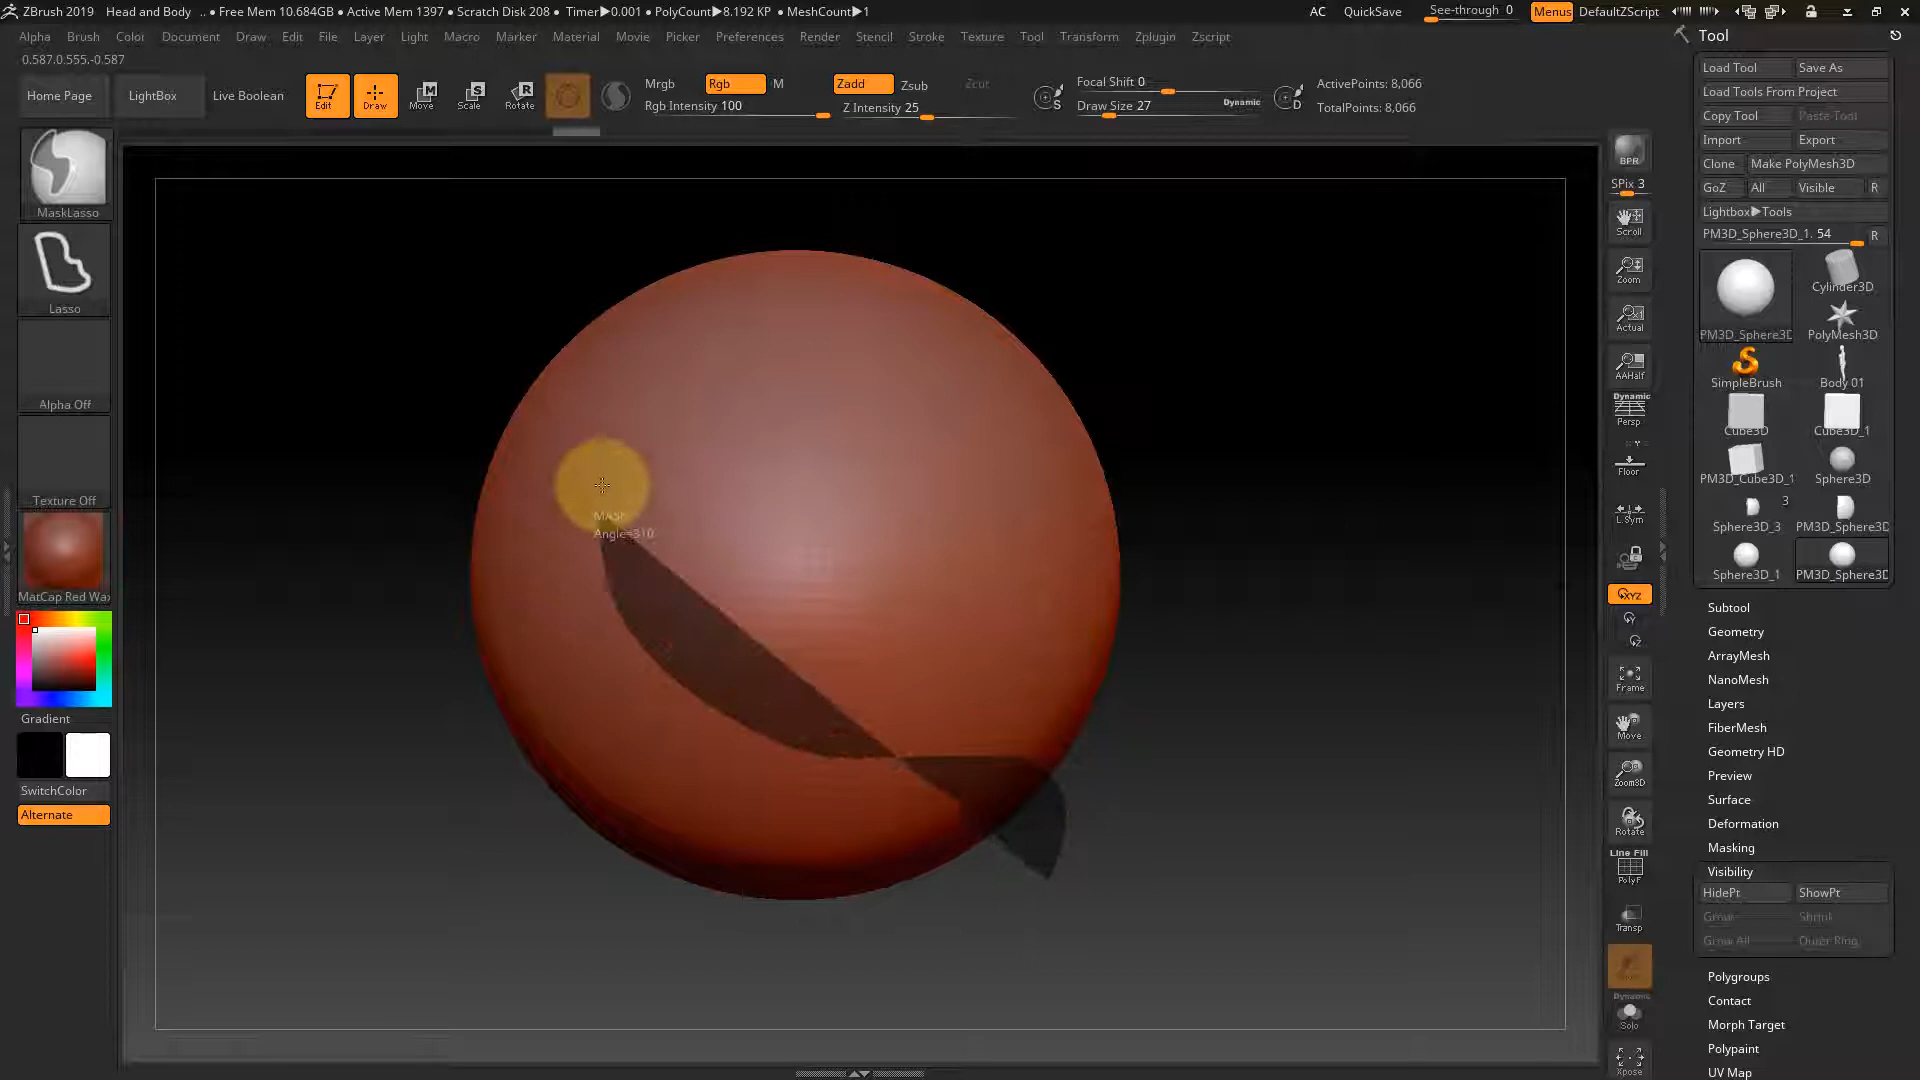 ZBrush 2019 Head and Body .. ● Free Mem 10.684GB ● Active Mem 1397 ● Scratch Disk 208 ● Timer▶0.001 ● PolyCount▶8.192 KP ● MeshCount▶1
AC QuickSave See-through 0 Menus DefaultZScript
Alpha Brush Color Document Draw Edit File Layer Light Macro Marker Material Movie Picker Preferences Render Stencil Stroke Texture Tool Transform Zplugin Zscript
0.587.0.555.-0.587
Home Page LightBox Live Boolean
Edit Draw Move Scale Rotate
Mrgb Rgb M
Rgb Intensity 100
Zadd Zsub Zcut
Z Intensity 25
S
Focal Shift 0
Draw Size 27 Dynamic
D
ActivePoints: 8,066
TotalPoints: 8,066
MaskLasso
Lasso
Alpha Off
Texture Off
MatCap Red Wax
Gradient
SwitchColor
Alternate
MASK
Angle=310
BPR
SPix 3
Scroll
Zoom
Actual
AAHalf
Dynamic
Persp
Floor
L.Sym
XYZ
Frame
Move
Zoom3D
Rotate
Line Fill
PolyF
Transp
Dynamic
Solo
Xpose
Tool
Load Tool Save As
Load Tools From Project
Copy Tool Paste Tool
Import Export
Clone Make PolyMesh3D
GoZ All Visible R
Lightbox▶Tools
PM3D_Sphere3D_1. 54 R
Cylinder3D
PM3D_Sphere3D PolyMesh3D
SimpleBrush Body 01
Cube3D Cube3D_1
PM3D_Cube3D_1 Sphere3D
3
Sphere3D_3 PM3D_Sphere3D
Sphere3D_1 PM3D_Sphere3D
Subtool
Geometry
ArrayMesh
NanoMesh
Layers
FiberMesh
Geometry HD
Preview
Surface
Deformation
Masking
Visibility
HidePt ShowPt
Grow Shrink
Grow All Outer Ring
Polygroups
Contact
Morph Target
Polypaint
UV Map